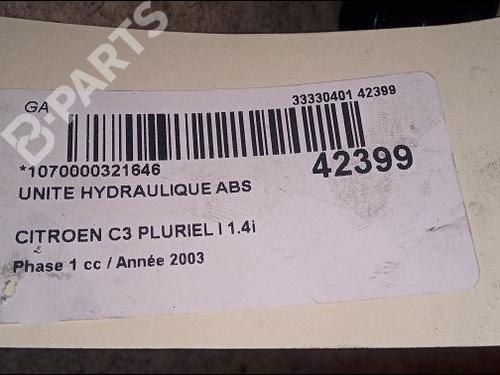 B-PARTS
GA
33330401 42399
*1070000321646
42399
UNITE HYDRAULIQUE ABS
CITROEN C3 PLURIEL I 1.4i
Phase 1 cc / Année 2003